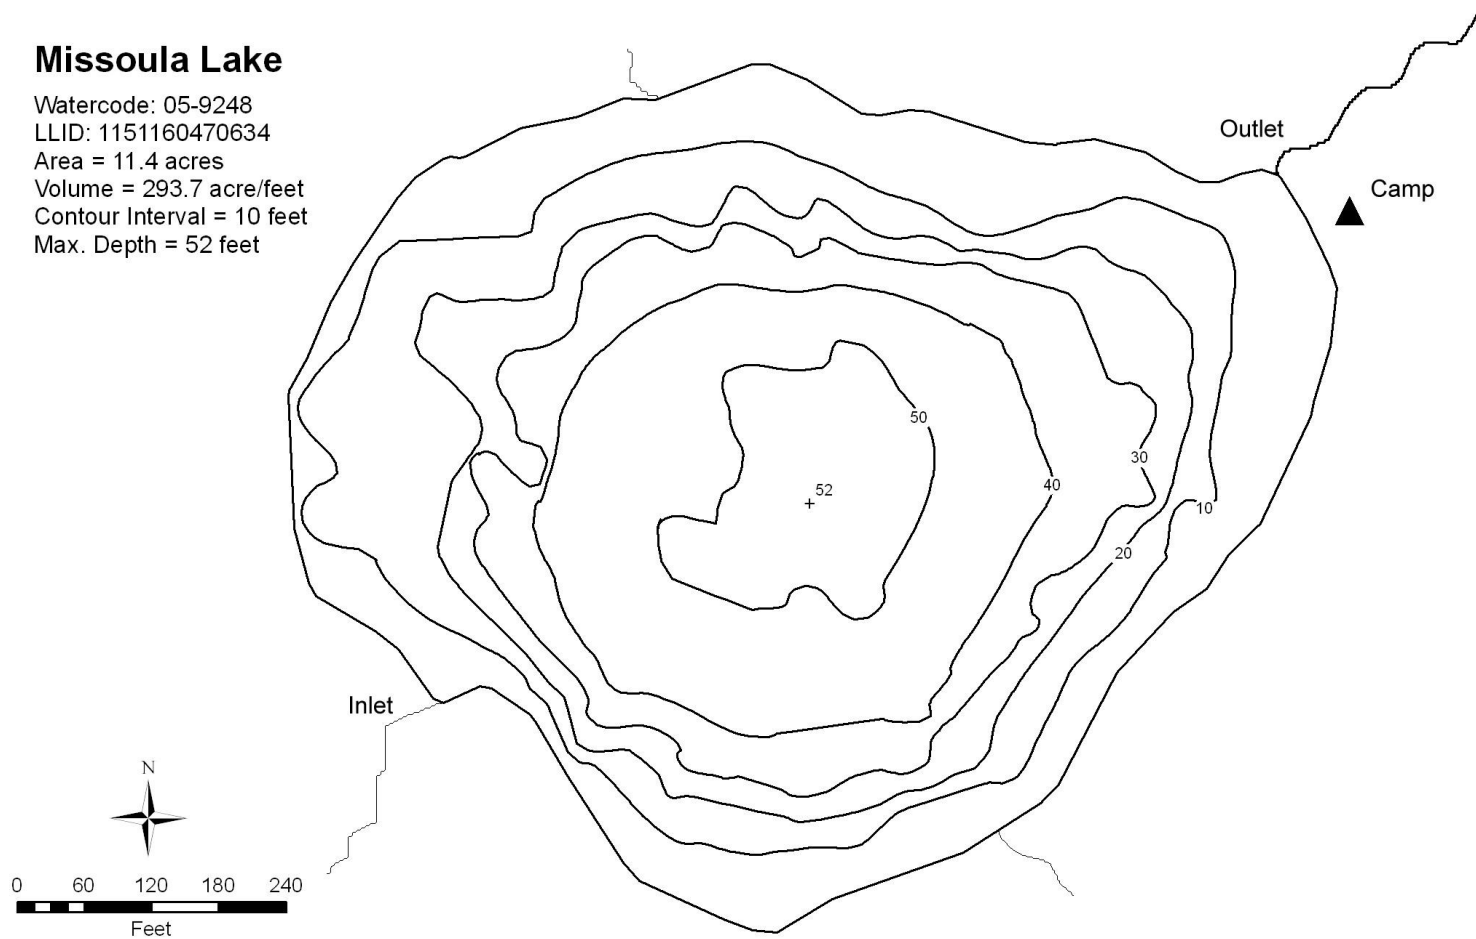 Missoula Lake
Watercode: 05-9248
LLID: 1151160470634
Area = 11.4 acres
Volume = 293.7 acre/feet
Contour Interval = 10 feet
Max. Depth = 52 feet
Outlet
Camp
50
30
40
52
10
20
Inlet
N
0 60 120 180 240
Feet